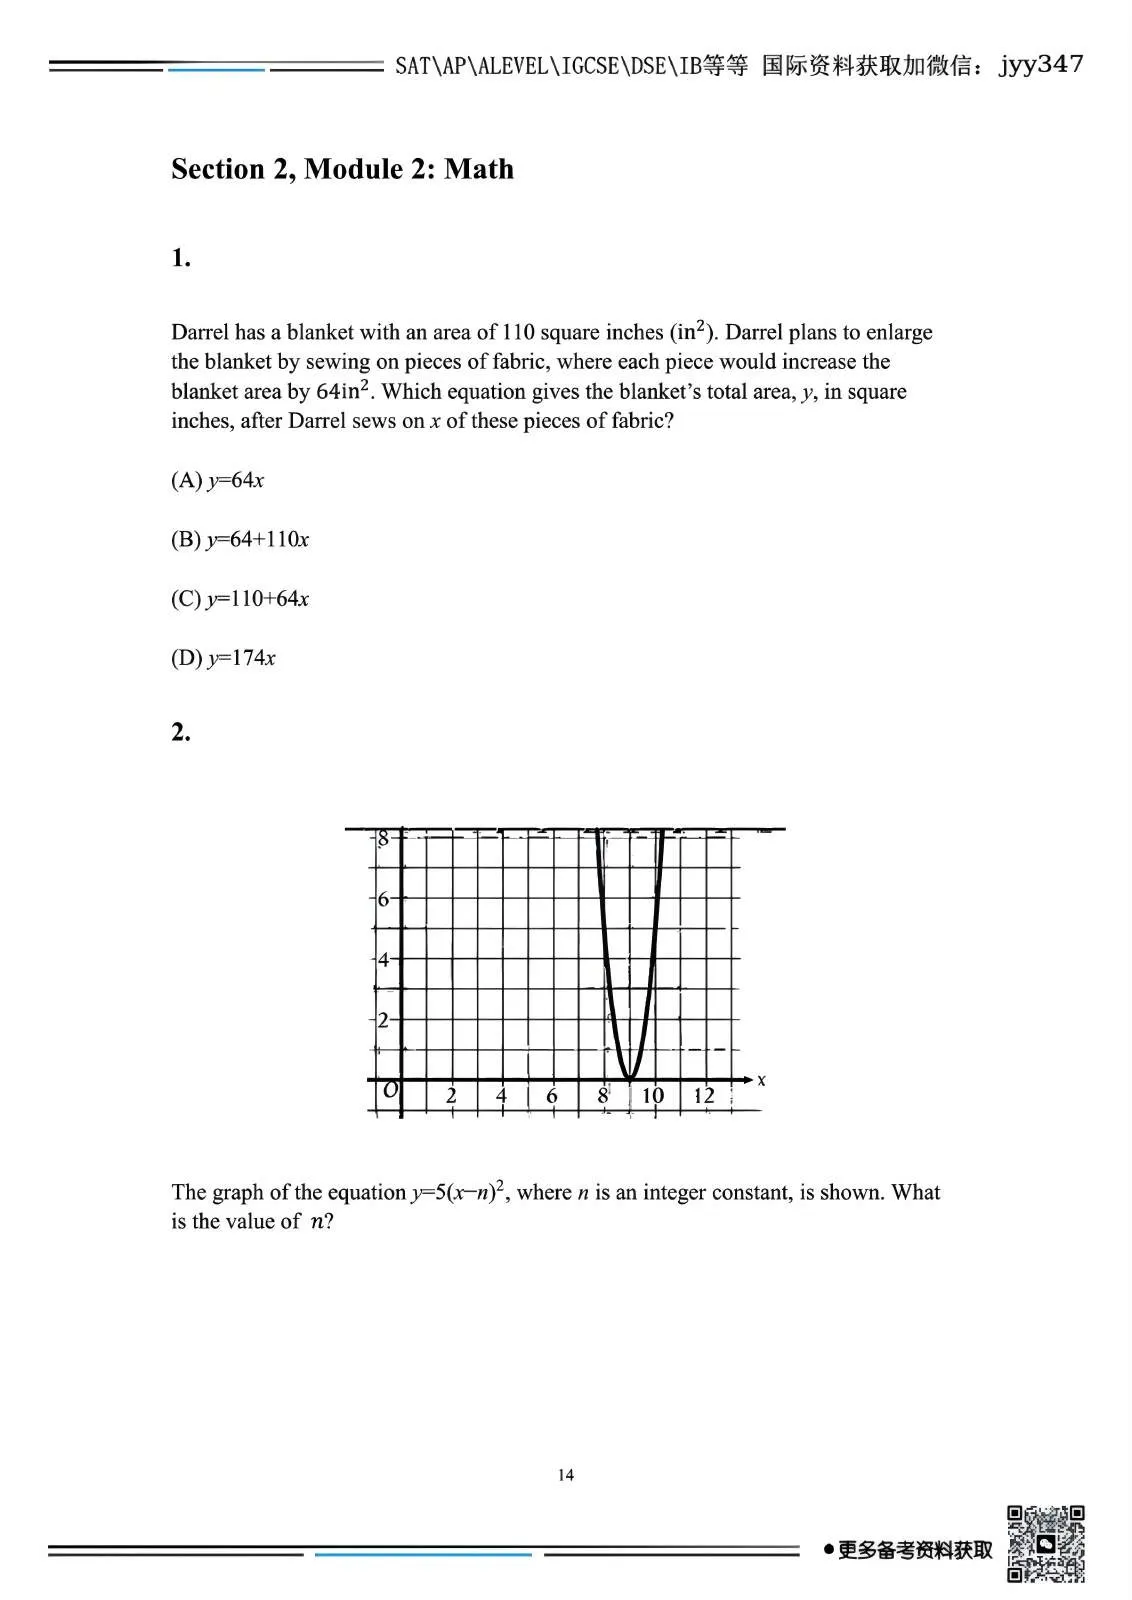 SAT\AP\ALEVEL\IGCSE\DSE\IB等等 国际资料获取加微信: jyy347
Section 2, Module 2: Math
1.
Darrel has a blanket with an area of 110 square inches (in²). Darrel plans to enlarge
the blanket by sewing on pieces of fabric, where each piece would increase the
blanket area by 64in². Which equation gives the blanket’s total area, y, in square
inches, after Darrel sews on x of these pieces of fabric?
(A) y=64x
(B) y=64+110x
(C) y=110+64x
(D) y=174x
2.
8
6
4
2
O 2 4 6 8 10 12 x
The graph of the equation y=5(x−n)², where n is an integer constant, is shown. What
is the value of n?
14
•更多备考资料获取